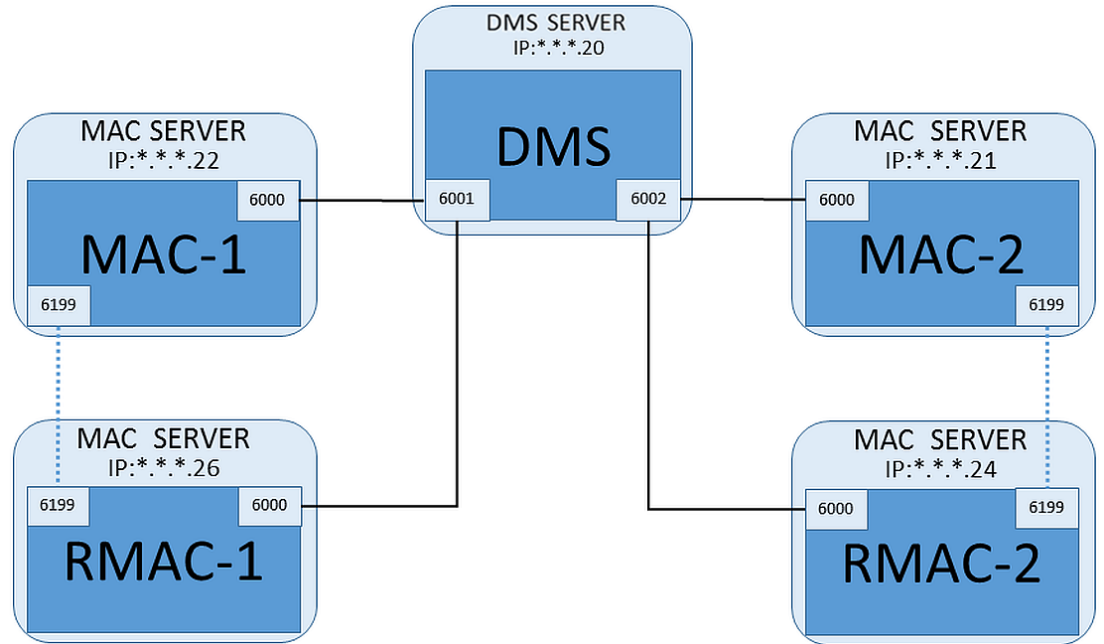 DMS SERVER
IP:*.*.*.20
DMS
6001
6002
MAC SERVER
IP:*.*.*.22
6000
MAC-1
6199
MAC SERVER
IP:*.*.*.21
6000
MAC-2
6199
MAC SERVER
IP:*.*.*.26
6199
6000
RMAC-1
MAC SERVER
IP:*.*.*.24
6000
6199
RMAC-2